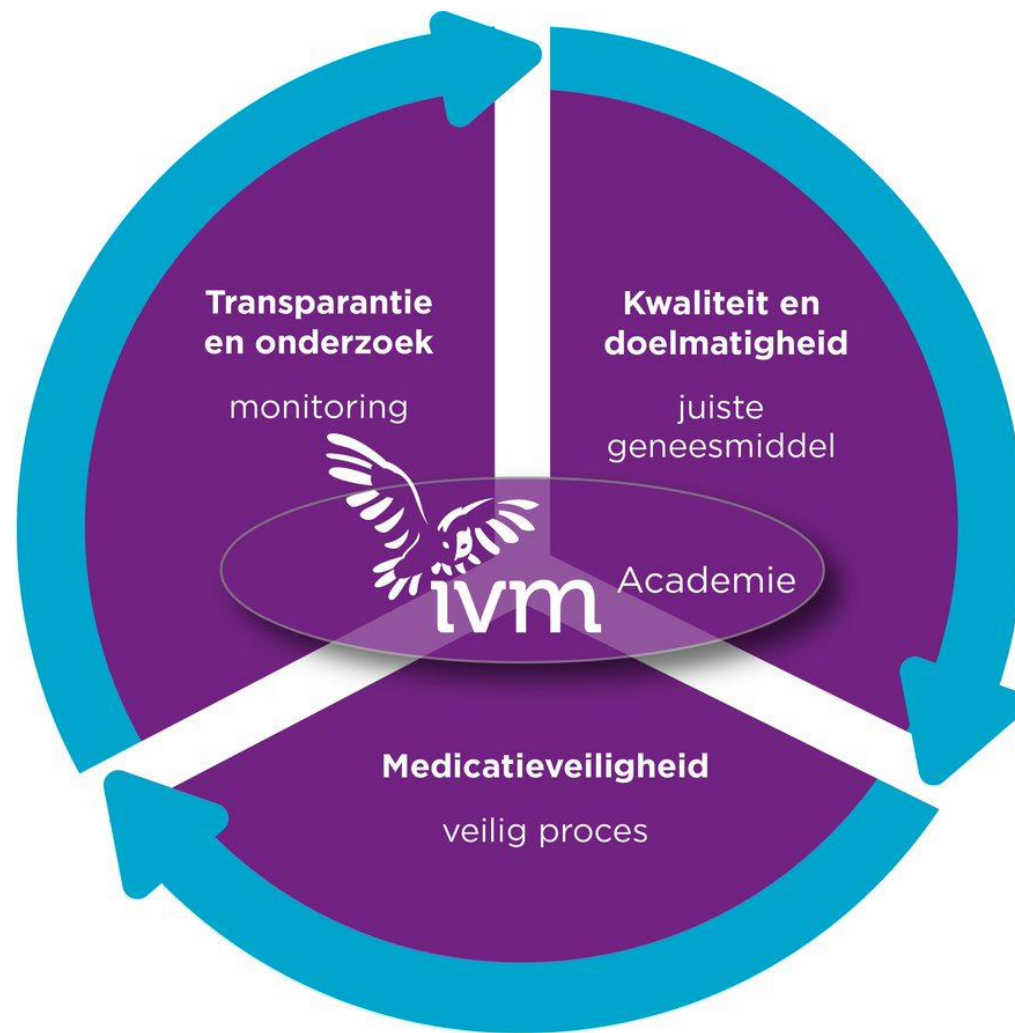 Transparantie
en onderzoek
monitoring
Kwaliteit en
doelmatigheid
juiste
geneesmiddel
ivm Academie
Medicatieveiligheid
veilig proces